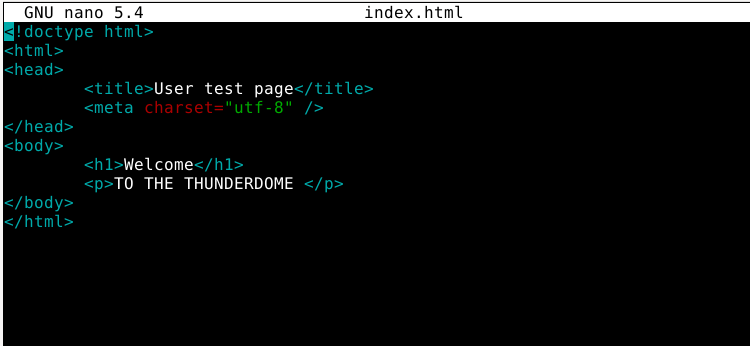 GNU nano 5.4 index.html
<!doctype html>
<html>
<head>
<title>User test page</title>
<meta charset="utf-8" />
</head>
<body>
<h1>Welcome</h1>
<p>TO THE THUNDERDOME </p>
</body>
</html>